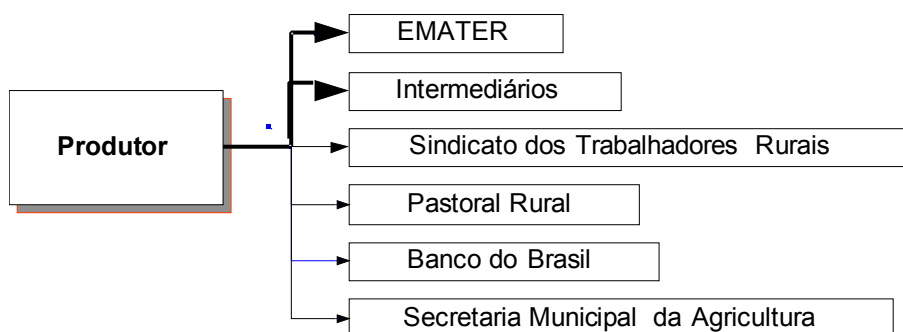 EMATER
Intermediários
Produtor
Sindicato dos Trabalhadores Rurais
Pastoral Rural
Banco do Brasil
Secretaria Municipal da Agricultura